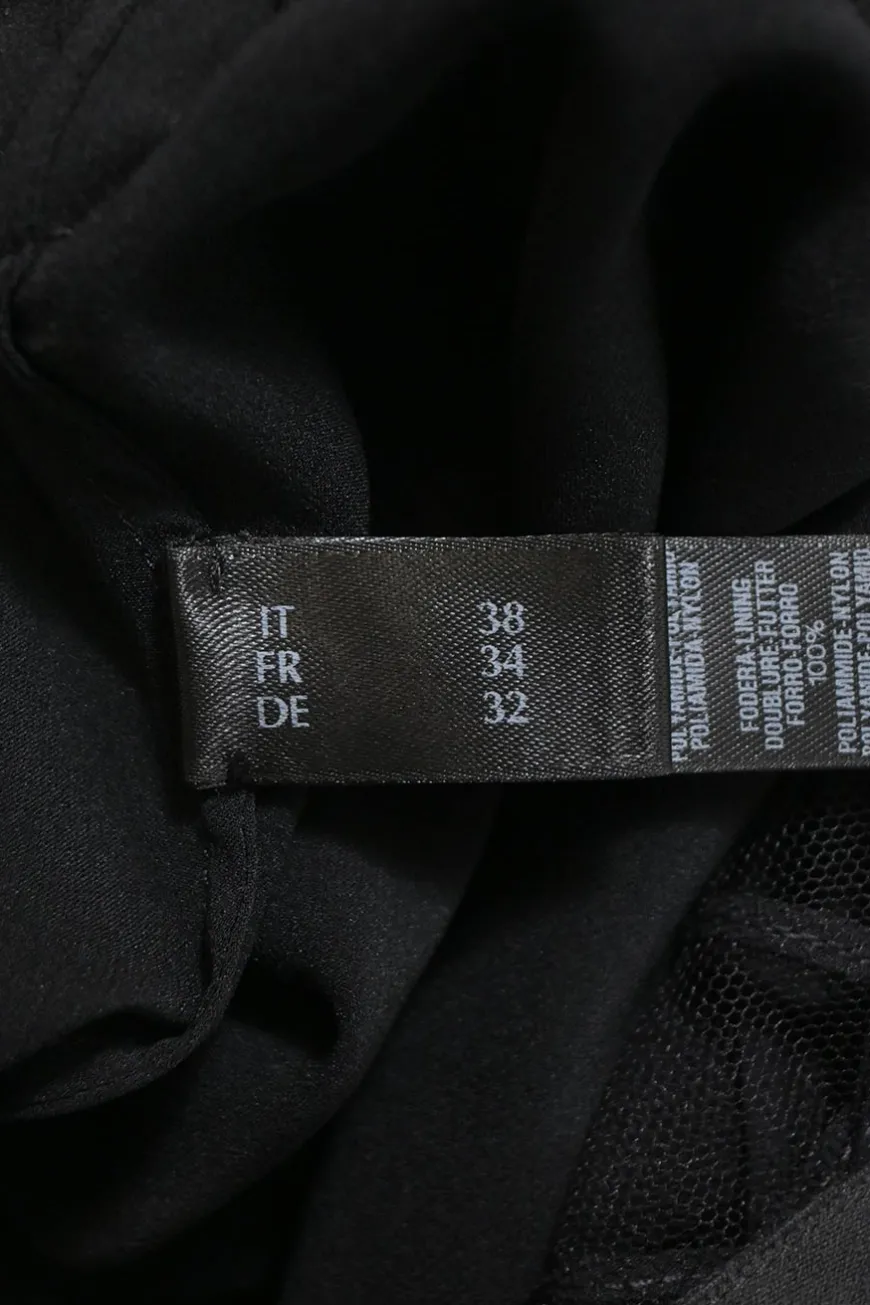 IT 38
FR 34
DE 32
POLIAMIDA-NYLON
FODERA-LINING
DOUBLURE-FUTTER
FORRO-FORRO
100%
POLIAMMIDE-NYLON